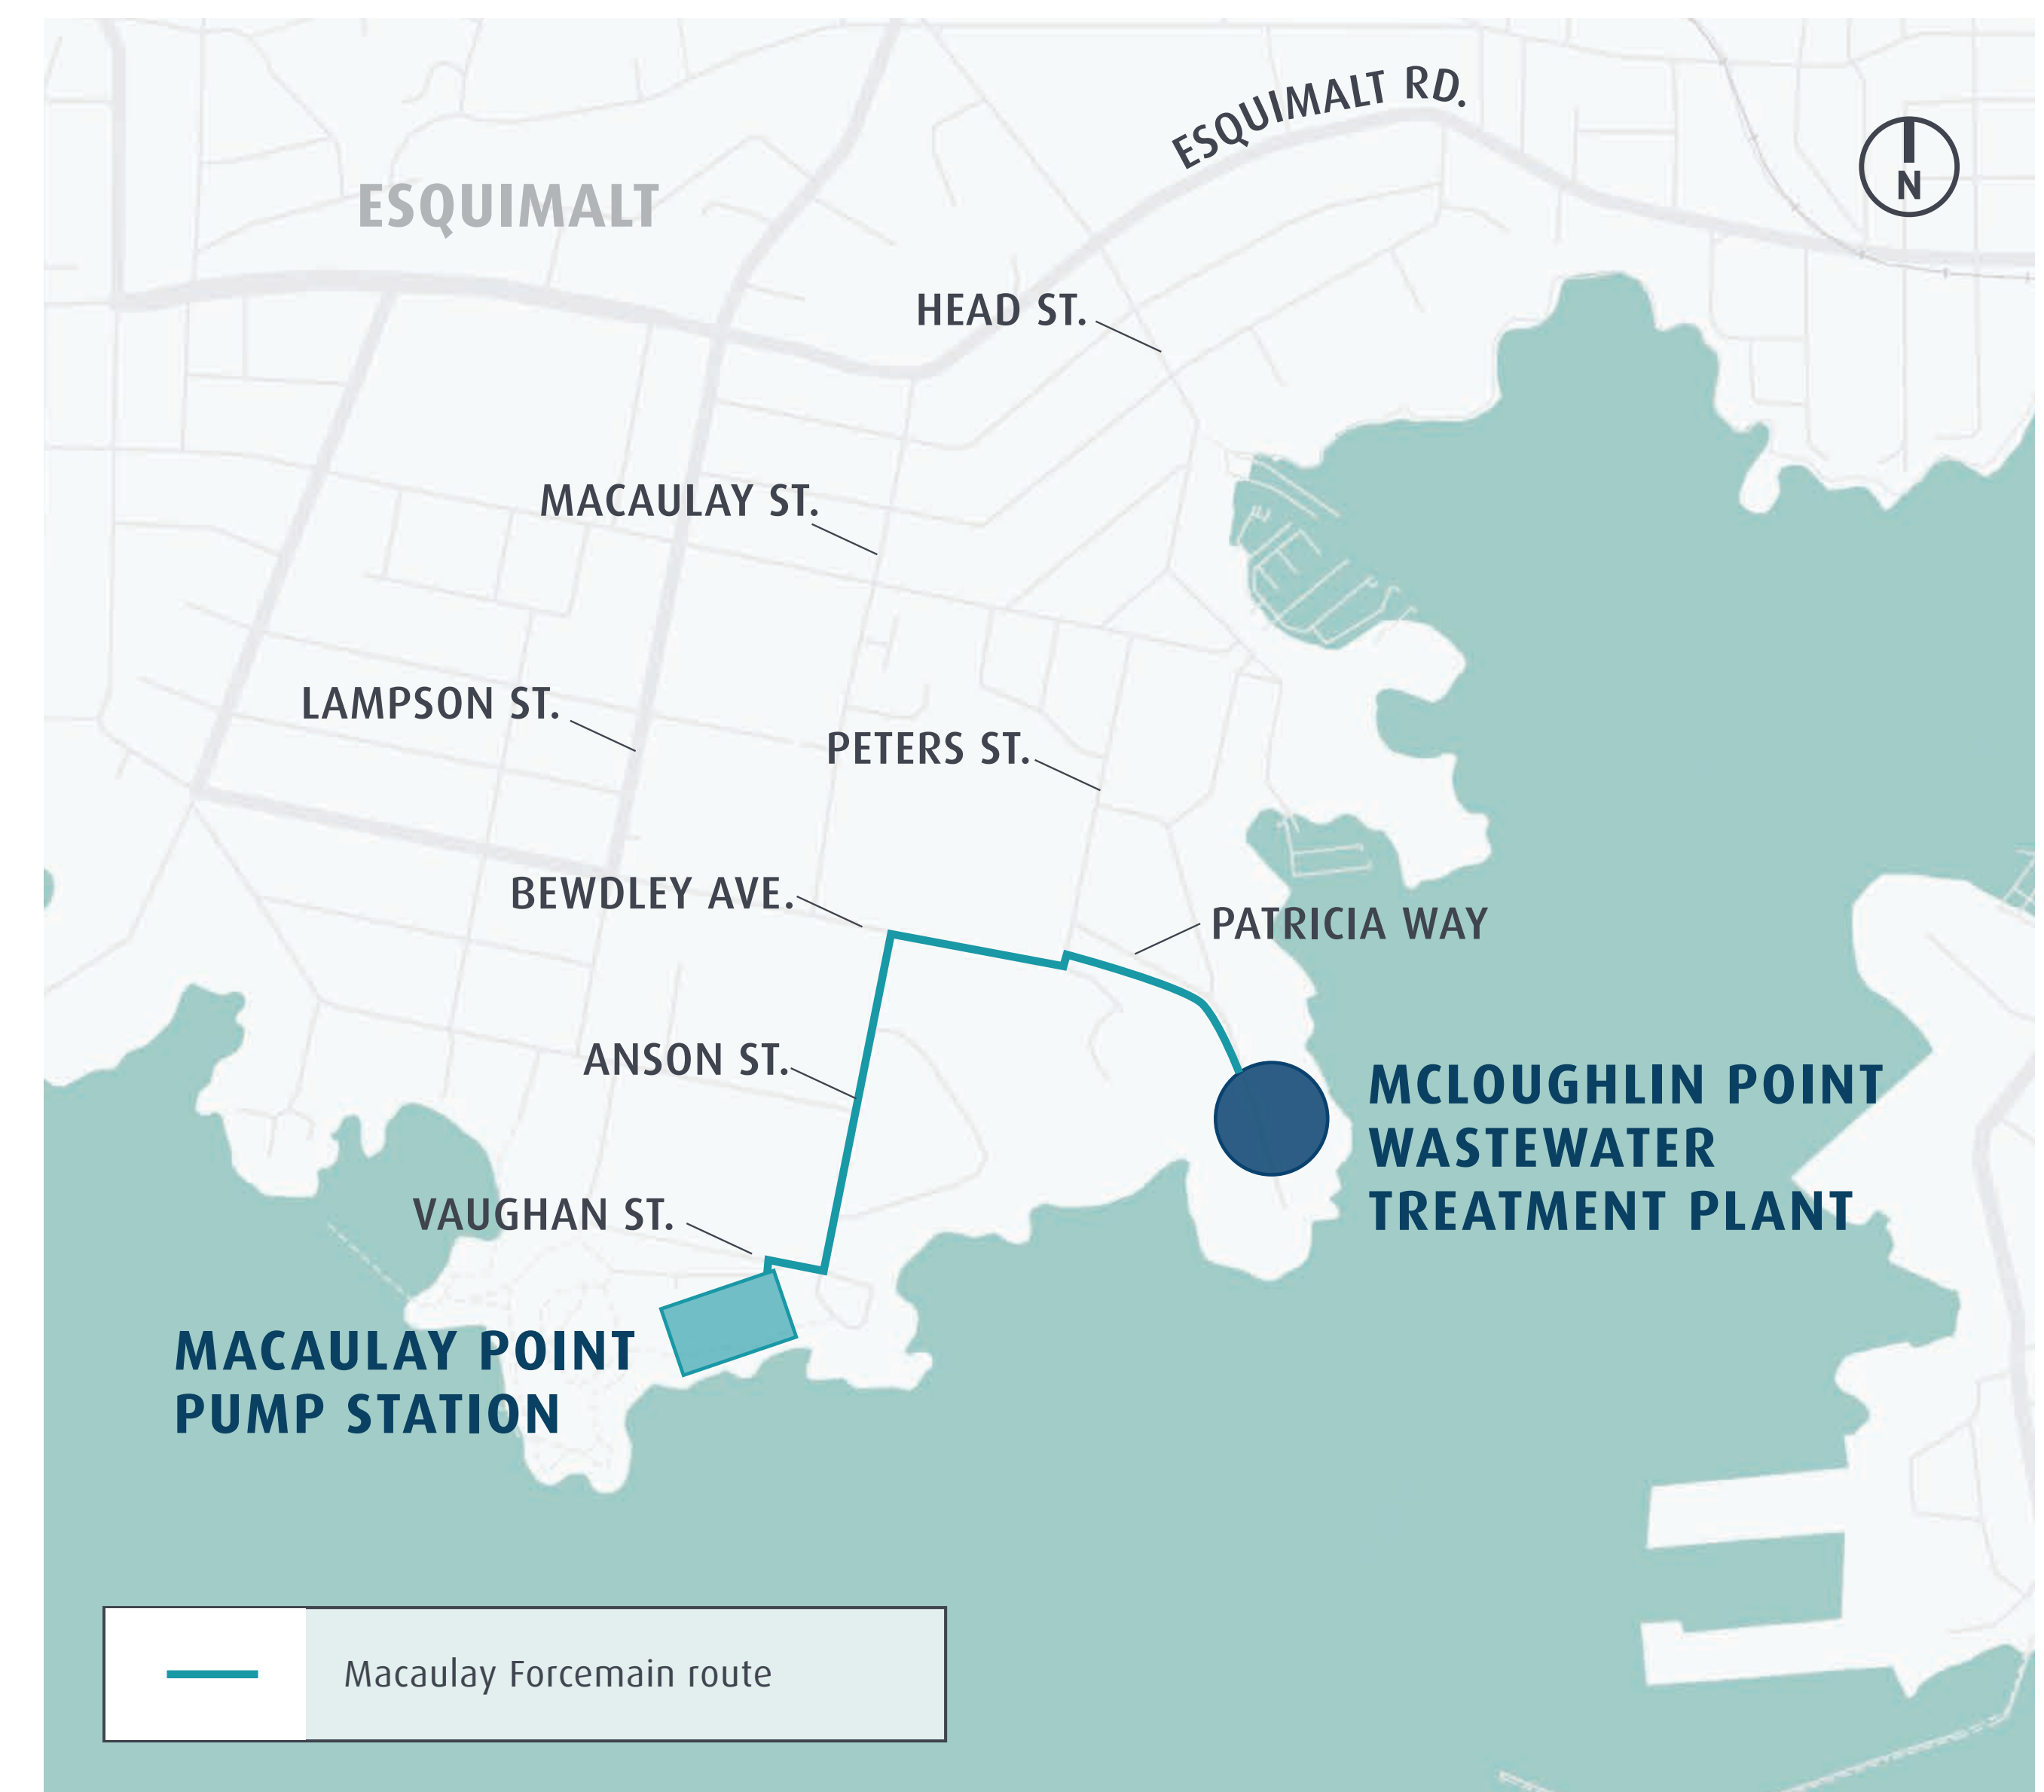 ESQUIMALT RD.
N
ESQUIMALT
HEAD ST.
MACAULAY ST.
LAMPSON ST.
PETERS ST.
BEWDLEY AVE.
PATRICIA WAY
ANSON ST.
MCLOUGHLIN POINT
WASTEWATER
TREATMENT PLANT
VAUGHAN ST.
MACAULAY POINT
PUMP STATION
Macaulay Forcemain route